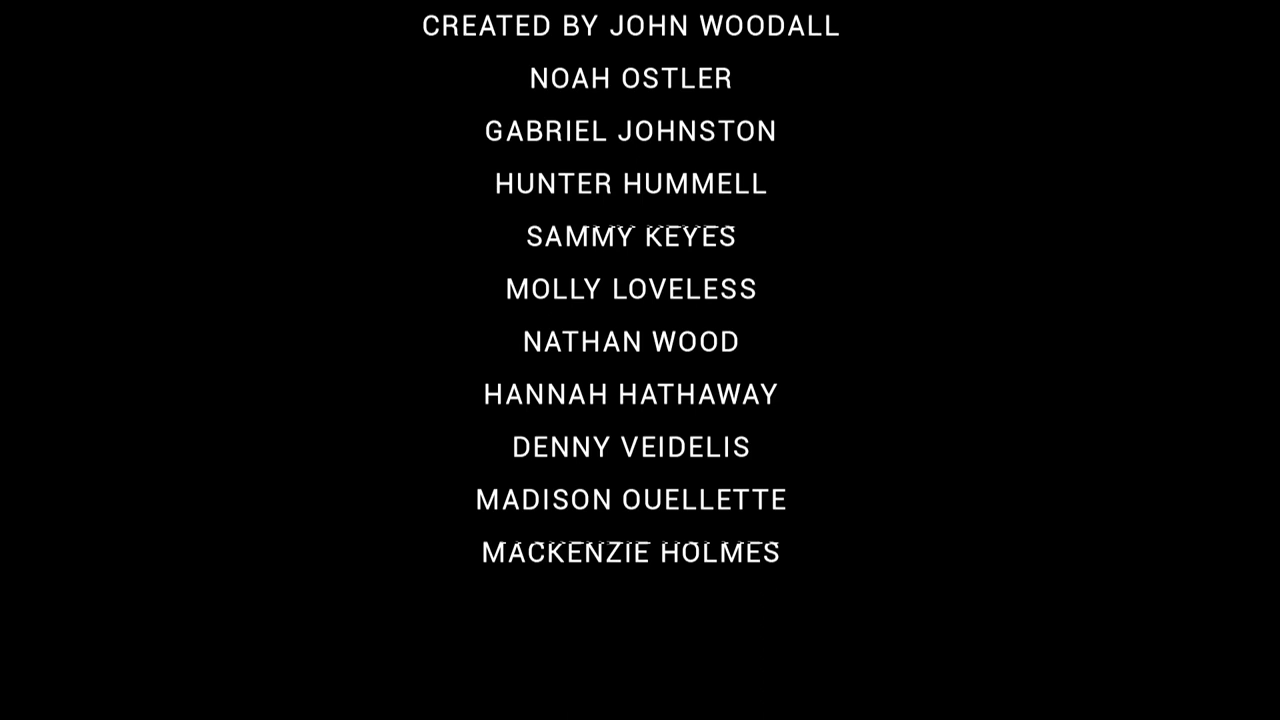 CREATED BY JOHN WOODALL
NOAH OSTLER
GABRIEL JOHNSTON
HUNTER HUMMELL
SAMMY KEYES
MOLLY LOVELESS
NATHAN WOOD
HANNAH HATHAWAY
DENNY VEIDELIS
MADISON OUELLETTE
MACKENZIE HOLMES